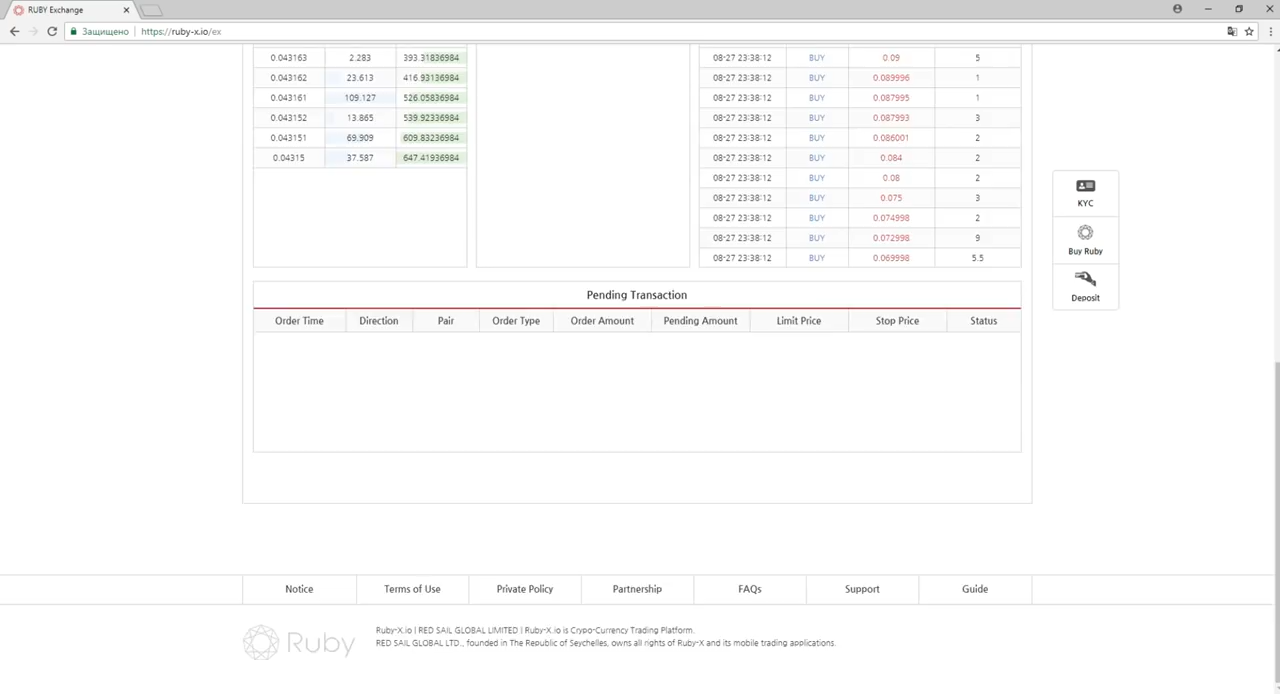 RUBY Exchange
Защищено https://ruby-x.io/ex
0.043163 2.283 393.31836984
0.043162 23.613 416.93136984
0.043161 109.127 526.05836984
0.043152 13.865 539.92336984
0.043151 69.909 609.83236984
0.04315 37.587 647.41936984
08-27 23:38:12 BUY 0.09 5
08-27 23:38:12 BUY 0.089996 1
08-27 23:38:12 BUY 0.087995 1
08-27 23:38:12 BUY 0.087993 3
08-27 23:38:12 BUY 0.086001 2
08-27 23:38:12 BUY 0.084 2
08-27 23:38:12 BUY 0.08 2
08-27 23:38:12 BUY 0.075 3
08-27 23:38:12 BUY 0.074998 2
08-27 23:38:12 BUY 0.072998 9
08-27 23:38:12 BUY 0.069998 5.5
KYC
Buy Ruby
Deposit
Pending Transaction
Order Time Direction Pair Order Type Order Amount Pending Amount Limit Price Stop Price Status
Notice Terms of Use Private Policy Partnership FAQs Support Guide
Ruby
Ruby-X.io | RED SAIL GLOBAL LIMITED | Ruby-X.io is Crypo-Currency Trading Platform.
RED SAIL GLOBAL LTD., founded in The Republic of Seychelles, owns all rights of Ruby-X and its mobile trading applications.